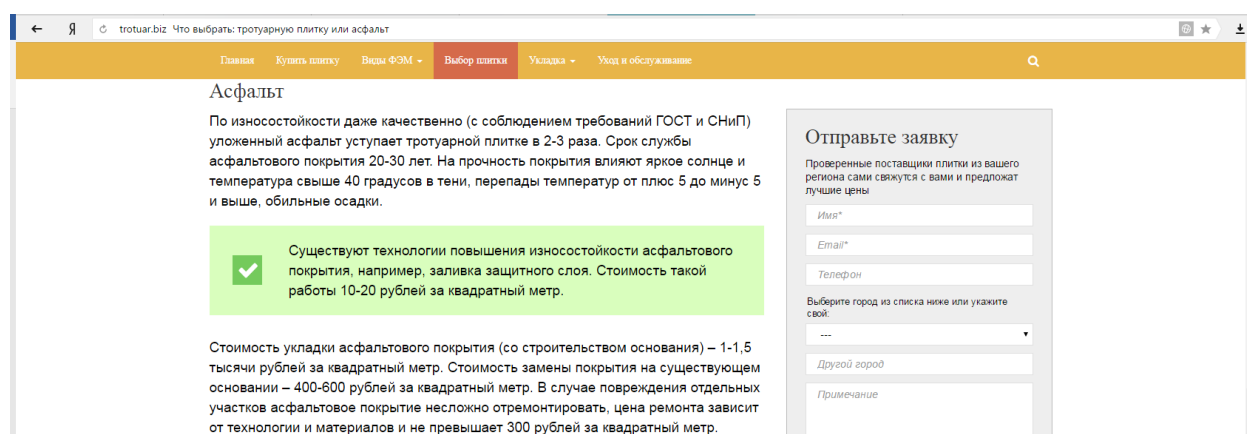 Я trotuar.biz Что выбрать: тротуарную плитку или асфальт
Главная Купить плитку Виды ФЭМ Выбор плитки Укладка Уход и обслуживание
Асфальт
По износостойкости даже качественно (с соблюдением требований ГОСТ и СНиП)
уложенный асфальт уступает тротуарной плитке в 2-3 раза. Срок службы
асфальтового покрытия 20-30 лет. На прочность покрытия влияют яркое солнце и
температура свыше 40 градусов в тени, перепады температур от плюс 5 до минус 5
и выше, обильные осадки.
Существуют технологии повышения износостойкости асфальтового
покрытия, например, заливка защитного слоя. Стоимость такой
работы 10-20 рублей за квадратный метр.
Стоимость укладки асфальтового покрытия (со строительством основания) – 1-1,5
тысячи рублей за квадратный метр. Стоимость замены покрытия на существующем
основании – 400-600 рублей за квадратный метр. В случае повреждения отдельных
участков асфальтовое покрытие несложно отремонтировать, цена ремонта зависит
от технологии и материалов и не превышает 300 рублей за квадратный метр.
Отправьте заявку
Проверенные поставщики плитки из вашего
региона сами свяжутся с вами и предложат
лучшие цены
Имя*
Email*
Телефон
Выберите город из списка ниже или укажите
свой:
---
Другой город
Примечание